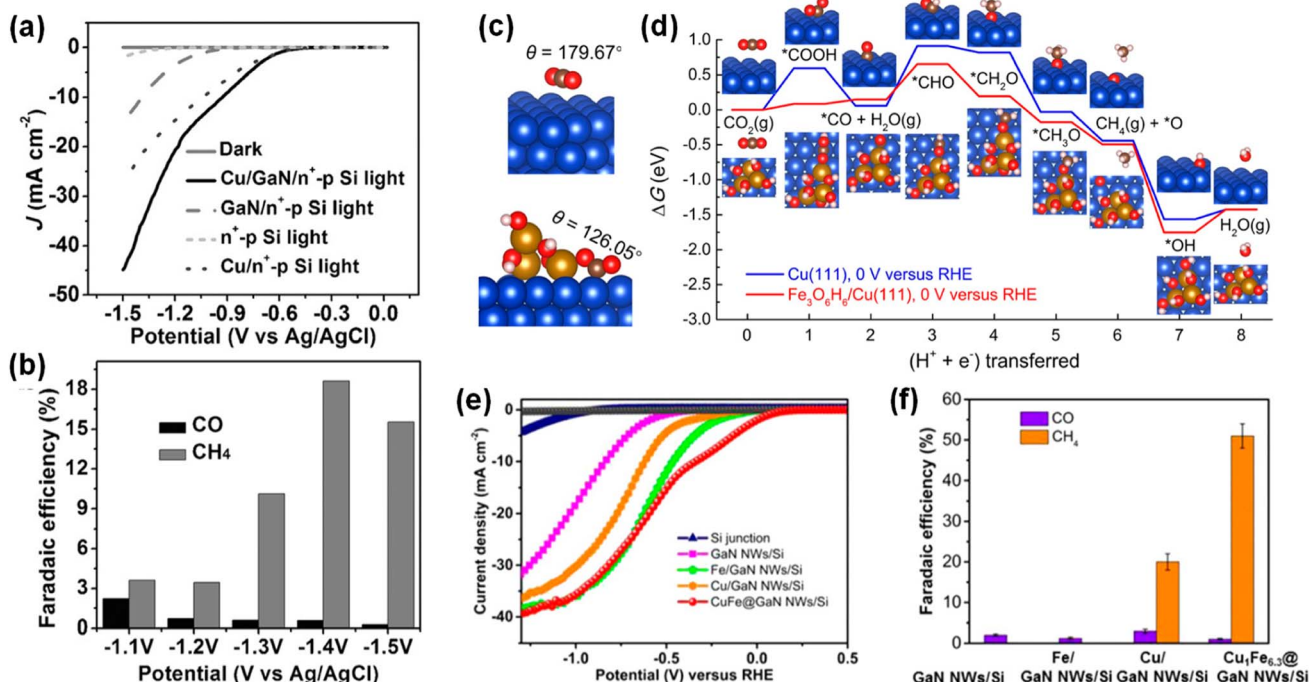 (a)
0
-10
-20
-30
-40
-50
J (mA cm⁻²)
Dark
Cu/GaN/n⁺-p Si light
GaN/n⁺-p Si light
n⁺-p Si light
Cu/n⁺-p Si light
-1.5 -1.2 -0.9 -0.6 -0.3 0.0
Potential (V vs Ag/AgCl)
(b)
18
15
12
9
6
3
0
Faradaic efficiency (%)
CO
CH₄
-1.1V -1.2V -1.3V -1.4V -1.5V
Potential (V vs Ag/AgCl)
(c)
θ = 179.67°
θ = 126.05°
(d)
1.0
0.5
0.0
-0.5
-1.0
-1.5
-2.0
-2.5
-3.0
ΔG (eV)
*COOH
*CHO
*CH₂O
CO₂(g)
*CO + H₂O(g)
*CH₃O
CH₄(g) + *O
*OH
H₂O(g)
Cu(111), 0 V versus RHE
Fe₃O₆H₆/Cu(111), 0 V versus RHE
0 1 2 3 4 5 6 7 8
(H⁺ + e⁻) transferred
(e)
0
-10
-20
-30
-40
Current density (mA cm⁻²)
Si junction
GaN NWs/Si
Fe/GaN NWs/Si
Cu/GaN NWs/Si
CuFe@GaN NWs/Si
-1.0 -0.5 0.0 0.5
Potential (V) versus RHE
(f)
60
50
40
30
20
10
0
Faradaic efficiency (%)
CO
CH₄
Fe/ Cu/ Cu₁Fe₆.₃@
GaN NWs/Si GaN NWs/Si GaN NWs/Si GaN NWs/Si